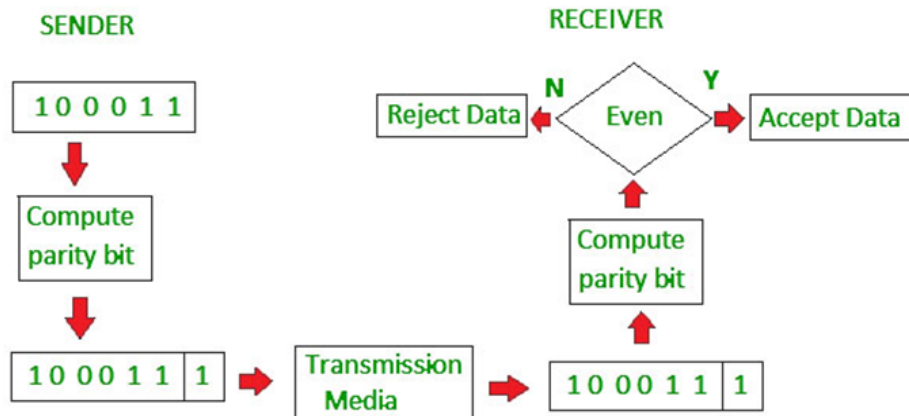 SENDER
1 0 0 0 1 1
Compute
parity bit
1 0 0 0 1 1 1
Transmission
Media
RECEIVER
1 0 0 0 1 1 1
Compute
parity bit
Even
N
Reject Data
Y
Accept Data